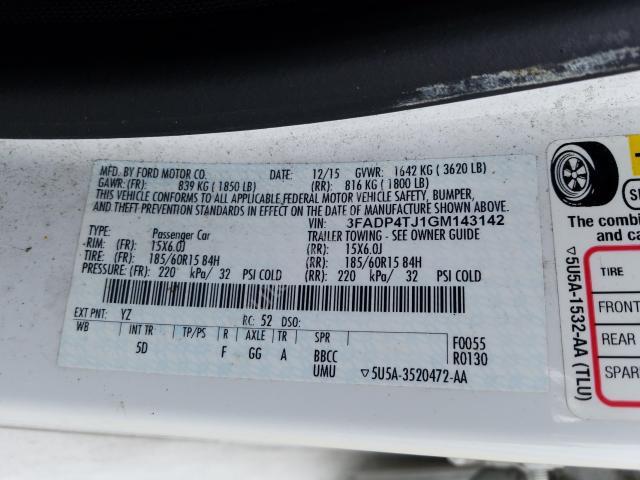 MFD. BY FORD MOTOR CO. DATE: 12/15 GVWR: 1642 KG ( 3620 LB)
GAWR: (FR): 839 KG ( 1850 LB) (RR): 816 KG ( 1800 LB)
THIS VEHICLE CONFORMS TO ALL APPLICABLE FEDERAL MOTOR VEHICLE SAFETY, BUMPER,
AND THEFT PREVENTION STANDARDS IN EFFECT ON THE DATE OF MANUFACTURE SHOWN ABOVE.
VIN: 3FADP4TJ1GM143142
TYPE: Passenger Car TRAILER TOWING - SEE OWNER GUIDE
-RIM: (FR): 15X6.0J (RR): 15X6.0J
TIRE: (FR): 185/60R15 84H (RR): 185/60R15 84H
PRESSURE: (FR): 220 kPa/ 32 PSI COLD (RR): 220 kPa/ 32 PSI COLD
EXT PNT: YZ RC: 52 DSO:
WB INT TR TP/PS R AXLE TR SPR F0055
5D F GG A BBCC R0130
UMU ▽5U5A-3520472-AA
The combine
and ca
TIRE
FRONT
REAR
SPAR
▽5U5A-1532-AA (TLU)